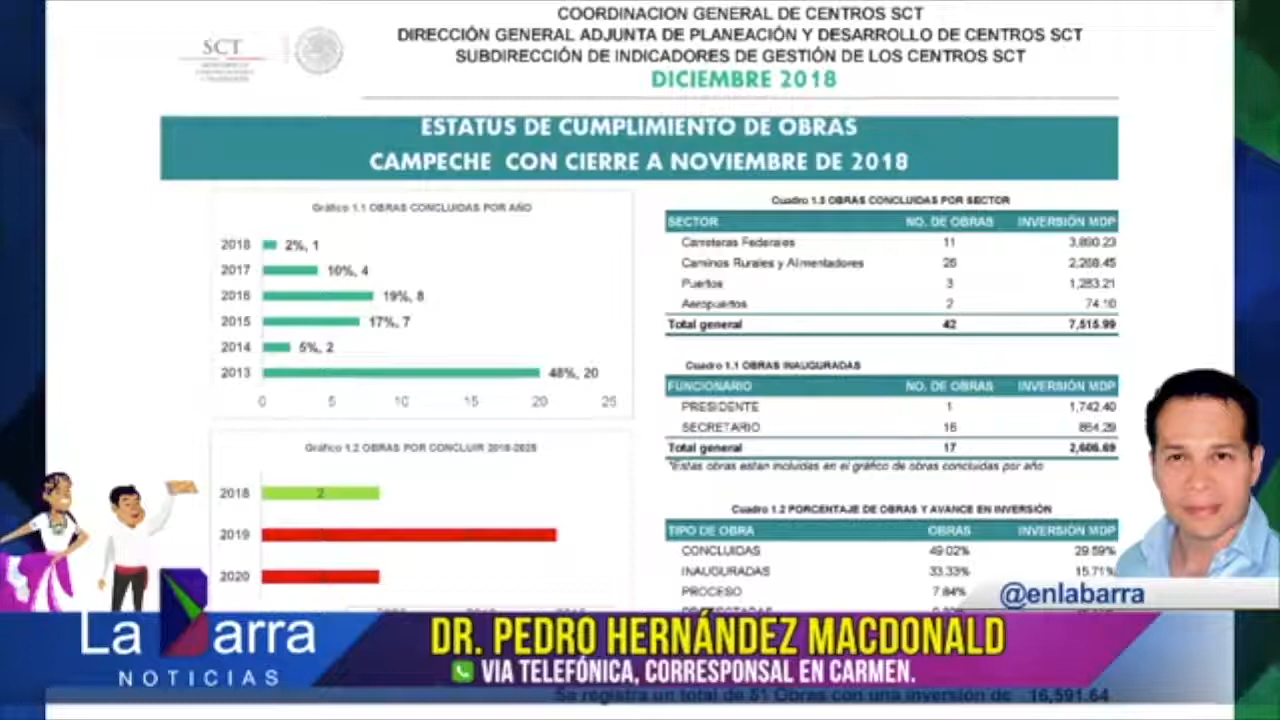 COORDINACION GENERAL DE CENTROS SCT
DIRECCIÓN GENERAL ADJUNTA DE PLANEACIÓN Y DESARROLLO DE CENTROS SCT
SUBDIRECCIÓN DE INDICADORES DE GESTIÓN DE LOS CENTROS SCT
DICIEMBRE 2018
SCT
ESTATUS DE CUMPLIMIENTO DE OBRAS
CAMPECHE CON CIERRE A NOVIEMBRE DE 2018
Gráfico 1.1 OBRAS CONCLUIDAS POR AÑO
2018 2%, 1
2017 10%, 4
2016 19%, 8
2015 17%, 7
2014 5%, 2
2013 48%, 20
0 5 10 15 20 25
Gráfico 1.2 OBRAS POR CONCLUIR
2018 2
2019
2020
Cuadro 1.3 OBRAS CONCLUIDAS POR SECTOR
SECTOR NO. DE OBRAS INVERSIÓN MDP
Carreteras Federales 11 3,890.23
Caminos Rurales y Alimentadores 26 2,268.45
Puertos 3 1,283.21
Aeropuertos 2 74.10
Total general 42 7,515.99
Cuadro 1.1 OBRAS INAUGURADAS
FUNCIONARIO NO. DE OBRAS INVERSIÓN MDP
PRESIDENTE 1 1,742.40
SECRETARIO 16 864.29
Total general 17 2,606.69
*Estas obras estan incluidas en el gráfico de obras concluidas por año
Cuadro 1.2 PORCENTAJE DE OBRAS Y AVANCE EN INVERSIÓN
TIPO DE OBRA OBRAS INVERSIÓN MDP
CONCLUIDAS 49.02% 29.59%
INAUGURADAS 33.33% 15.71%
PROCESO 7.84%
@enlabarra
La Barra
NOTICIAS
DR. PEDRO HERNÁNDEZ MACDONALD
VIA TELEFÓNICA, CORRESPONSAL EN CARMEN.
Se registra un total de 51 Obras con una inversión de 16,591.64